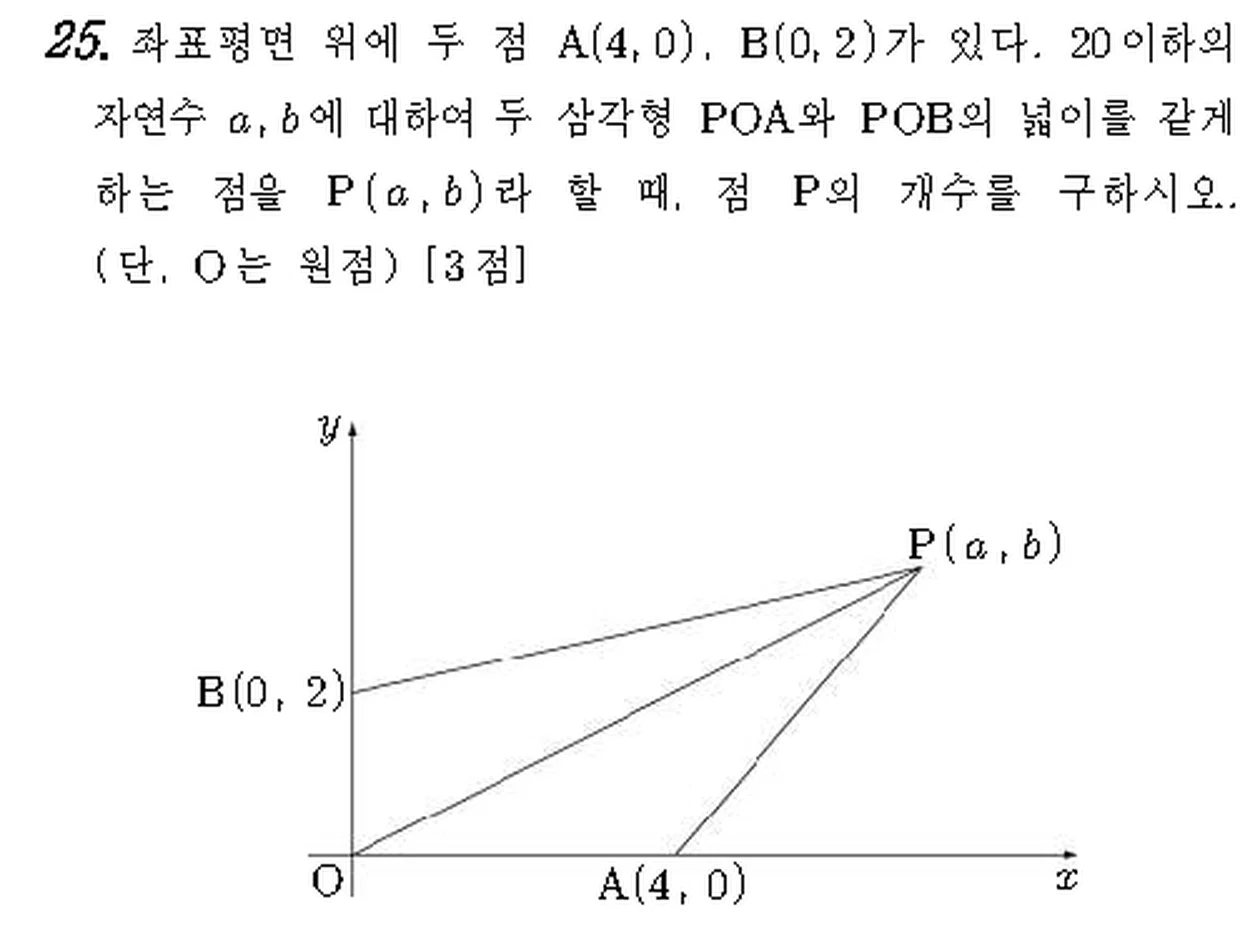 25. 좌표평면 위에 두 점 A(4, 0), B(0, 2)가 있다. 20이하의
자연수 a, b에 대하여 두 삼각형 POA와 POB의 넓이를 같게
하는 점을 P(a, b)라 할 때, 점 P의 개수를 구하시오..
(단, O는 원점) [3점]
y
P(a, b)
B(0, 2)
O
A(4, 0)
x